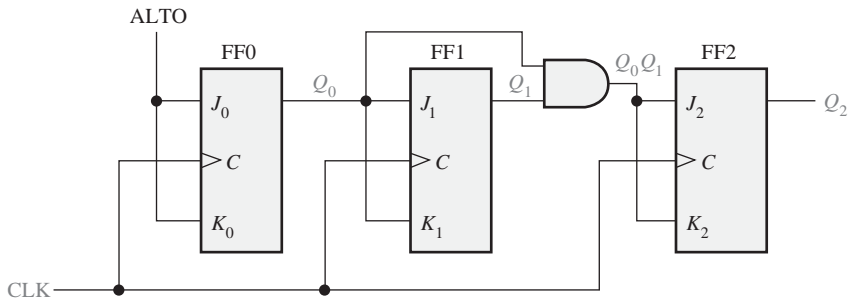 ALTO
FF0
FF1
FF2
Q₀
Q₁
Q₀Q₁
J₀
J₁
J₂
Q₂
C
C
C
K₀
K₁
K₂
CLK